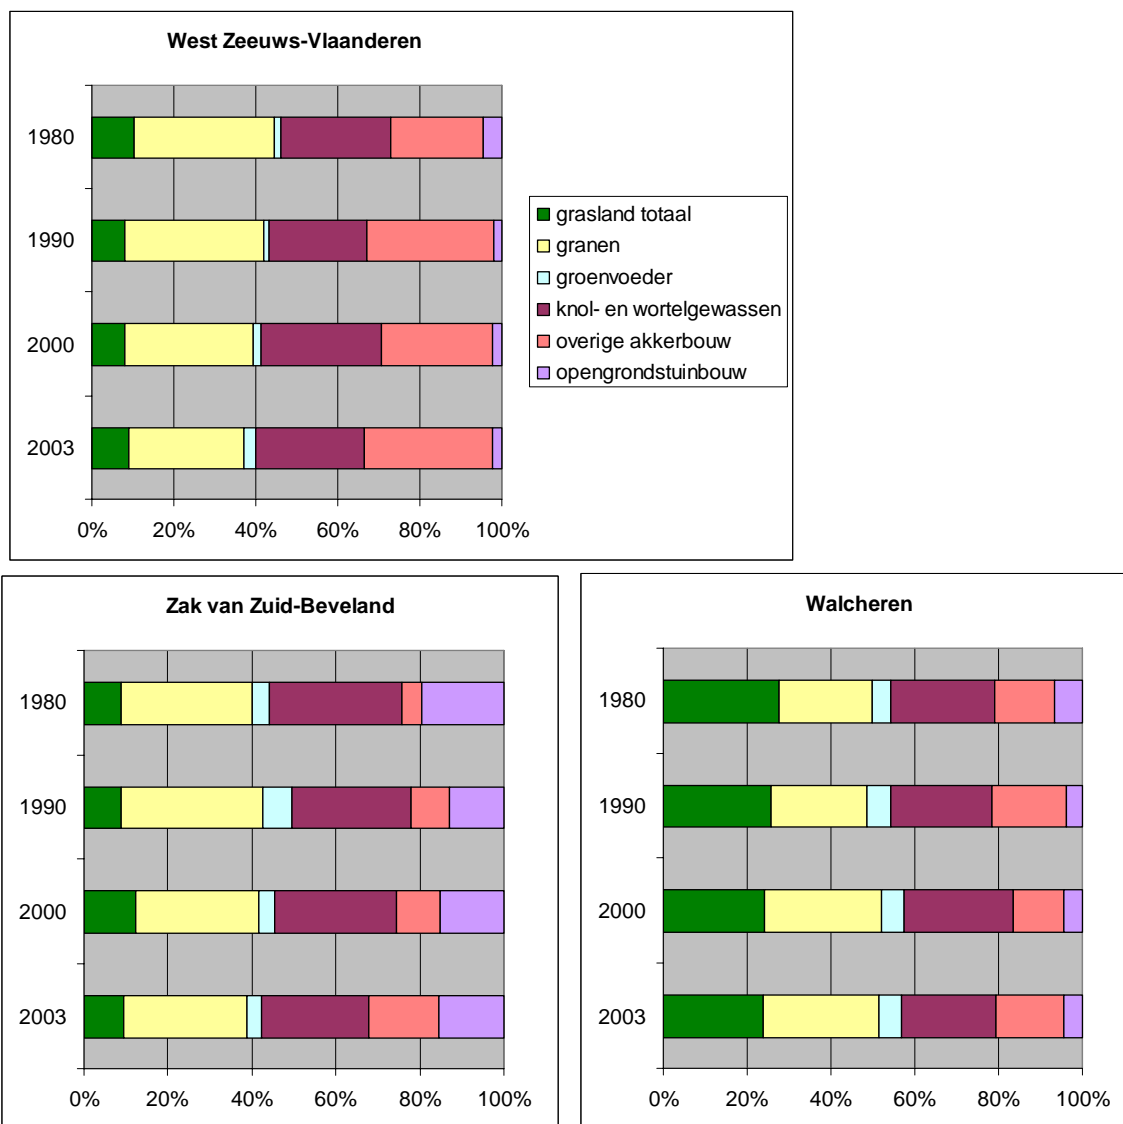 West Zeeuws-Vlaanderen
1980
1990
2000
2003
0% 20% 40% 60% 80% 100%
grasland totaal
granen
groenvoeder
knol- en wortelgewassen
overige akkerbouw
opengrondstuinbouw
Zak van Zuid-Beveland
1980
1990
2000
2003
0% 20% 40% 60% 80% 100%
Walcheren
1980
1990
2000
2003
0% 20% 40% 60% 80% 100%